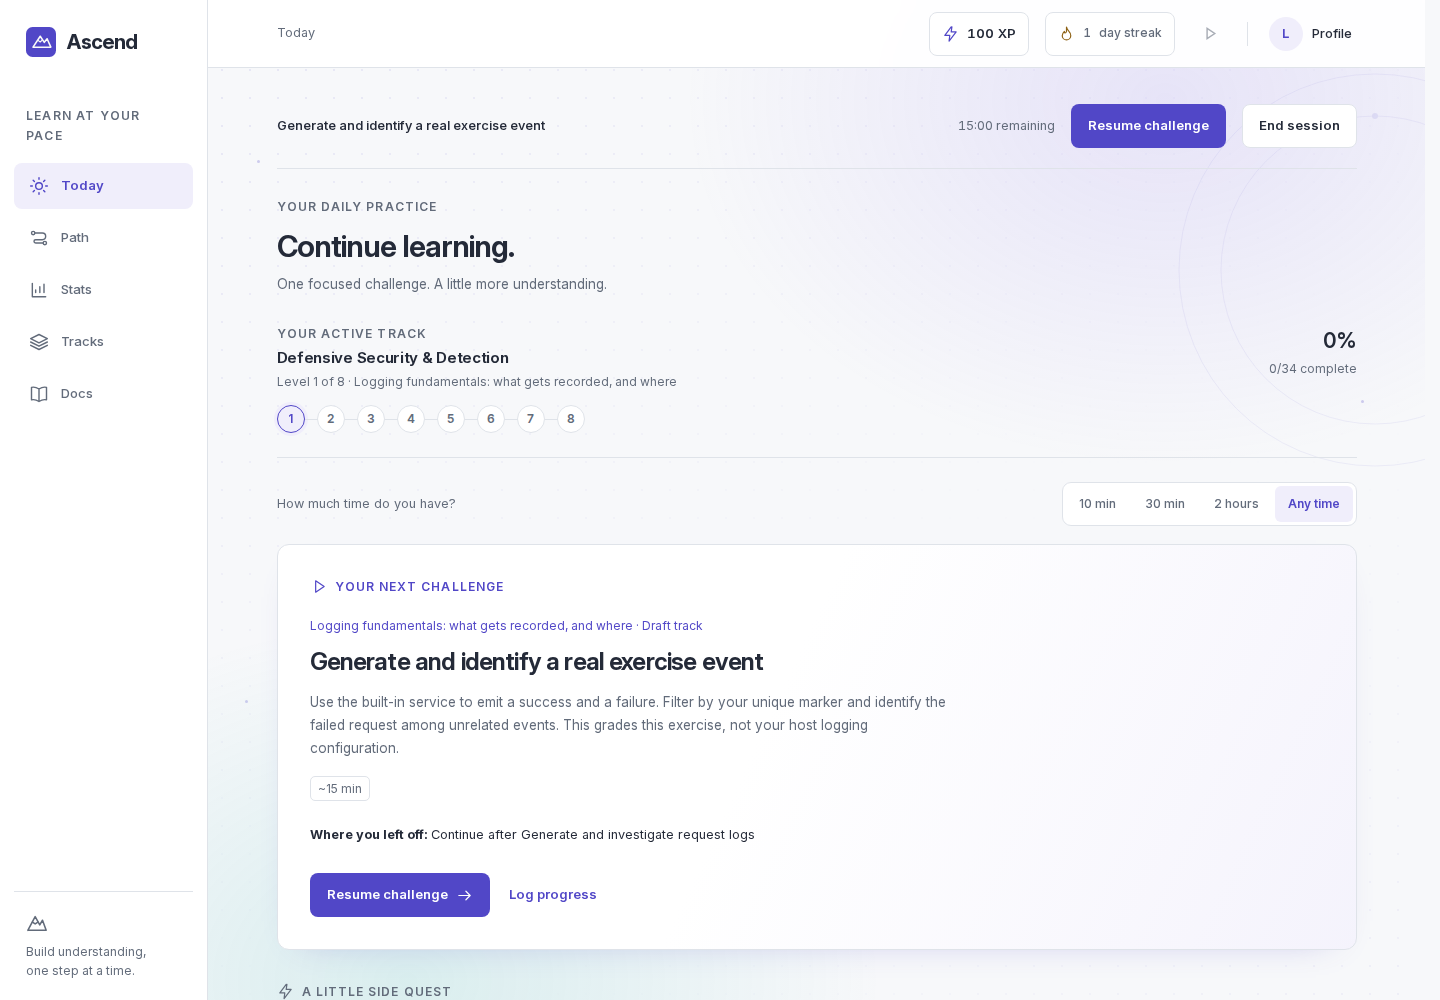 Ascend
LEARN AT YOUR
PACE
Today
Path
Stats
Tracks
Docs
Build understanding,
one step at a time.
Today
100 XP
1 day streak
L
Profile
Generate and identify a real exercise event
15:00 remaining
Resume challenge
End session
YOUR DAILY PRACTICE
Continue learning.
One focused challenge. A little more understanding.
YOUR ACTIVE TRACK
Defensive Security & Detection
Level 1 of 8 · Logging fundamentals: what gets recorded, and where
0%
0/34 complete
1 2 3 4 5 6 7 8
How much time do you have?
10 min 30 min 2 hours Any time
YOUR NEXT CHALLENGE
Logging fundamentals: what gets recorded, and where · Draft track
Generate and identify a real exercise event
Use the built-in service to emit a success and a failure. Filter by your unique marker and identify the
failed request among unrelated events. This grades this exercise, not your host logging
configuration.
~15 min
Where you left off: Continue after Generate and investigate request logs
Resume challenge
Log progress
A LITTLE SIDE QUEST